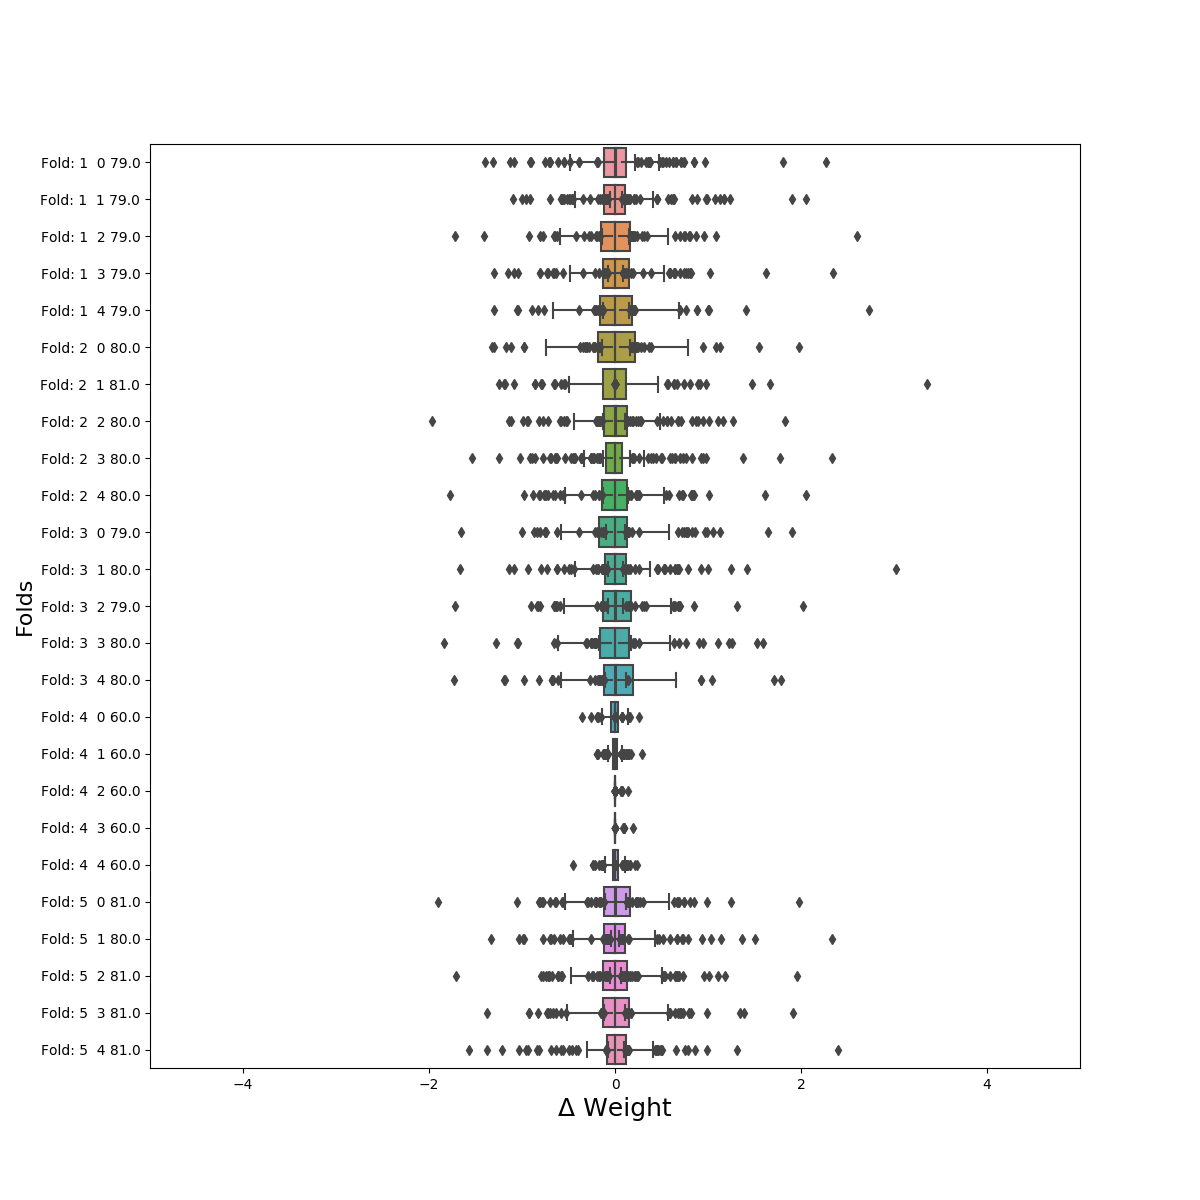 Fold: 1  0 79.0
Fold: 1  1 79.0
Fold: 1  2 79.0
Fold: 1  3 79.0
Fold: 1  4 79.0
Fold: 2  0 80.0
Fold: 2  1 81.0
Fold: 2  2 80.0
Fold: 2  3 80.0
Fold: 2  4 80.0
Fold: 3  0 79.0
Fold: 3  1 80.0
Fold: 3  2 79.0
Fold: 3  3 80.0
Fold: 3  4 80.0
Fold: 4  0 60.0
Fold: 4  1 60.0
Fold: 4  2 60.0
Fold: 4  3 60.0
Fold: 4  4 60.0
Fold: 5  0 81.0
Fold: 5  1 80.0
Fold: 5  2 81.0
Fold: 5  3 81.0
Fold: 5  4 81.0
Folds
−4 −2 0 2 4
Δ Weight